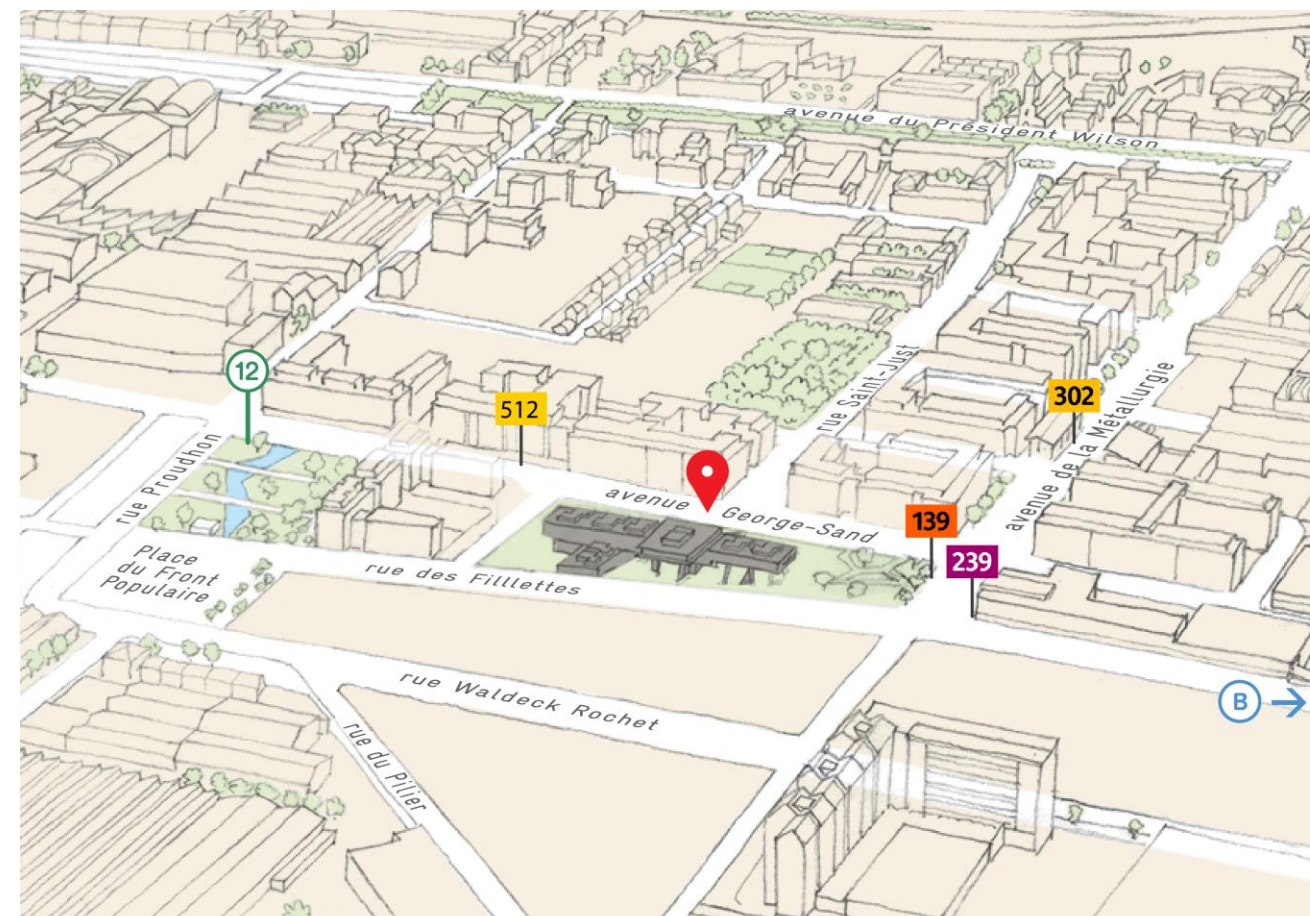 avenue du Président Wilson
12
512
302
rue Saint-Just
avenue de la Métallurgie
rue Proudhon
avenue George-Sand
139
239
Place
du Front
Populaire
rue des Filllettes
B
rue Waldeck Rochet
rue du Pilier